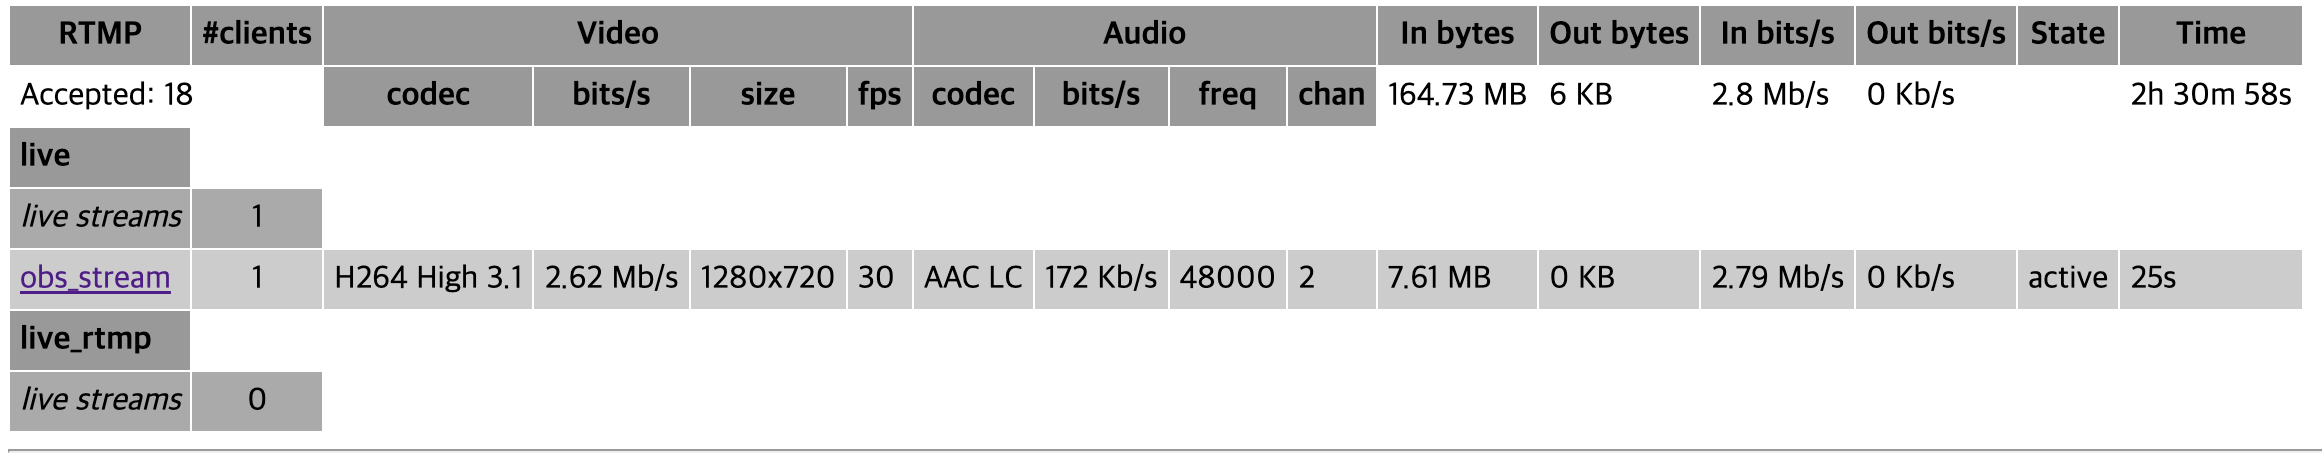 RTMP #clients Video Audio In bytes Out bytes In bits/s Out bits/s State Time
Accepted: 18 codec bits/s size fps codec bits/s freq chan 164.73 MB 6 KB 2.8 Mb/s 0 Kb/s 2h 30m 58s
live
live streams 1
obs_stream 1 H264 High 3.1 2.62 Mb/s 1280x720 30 AAC LC 172 Kb/s 48000 2 7.61 MB 0 KB 2.79 Mb/s 0 Kb/s active 25s
live_rtmp
live streams 0